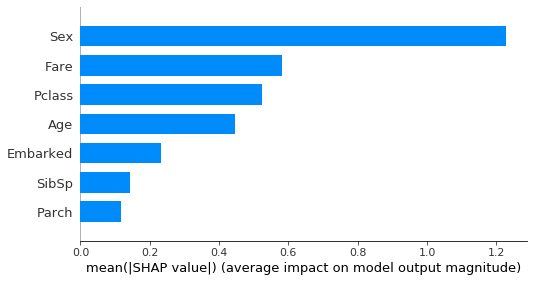 Sex
Fare
Pclass
Age
Embarked
SibSp
Parch
0.0 0.2 0.4 0.6 0.8 1.0 1.2
mean(|SHAP value|) (average impact on model output magnitude)